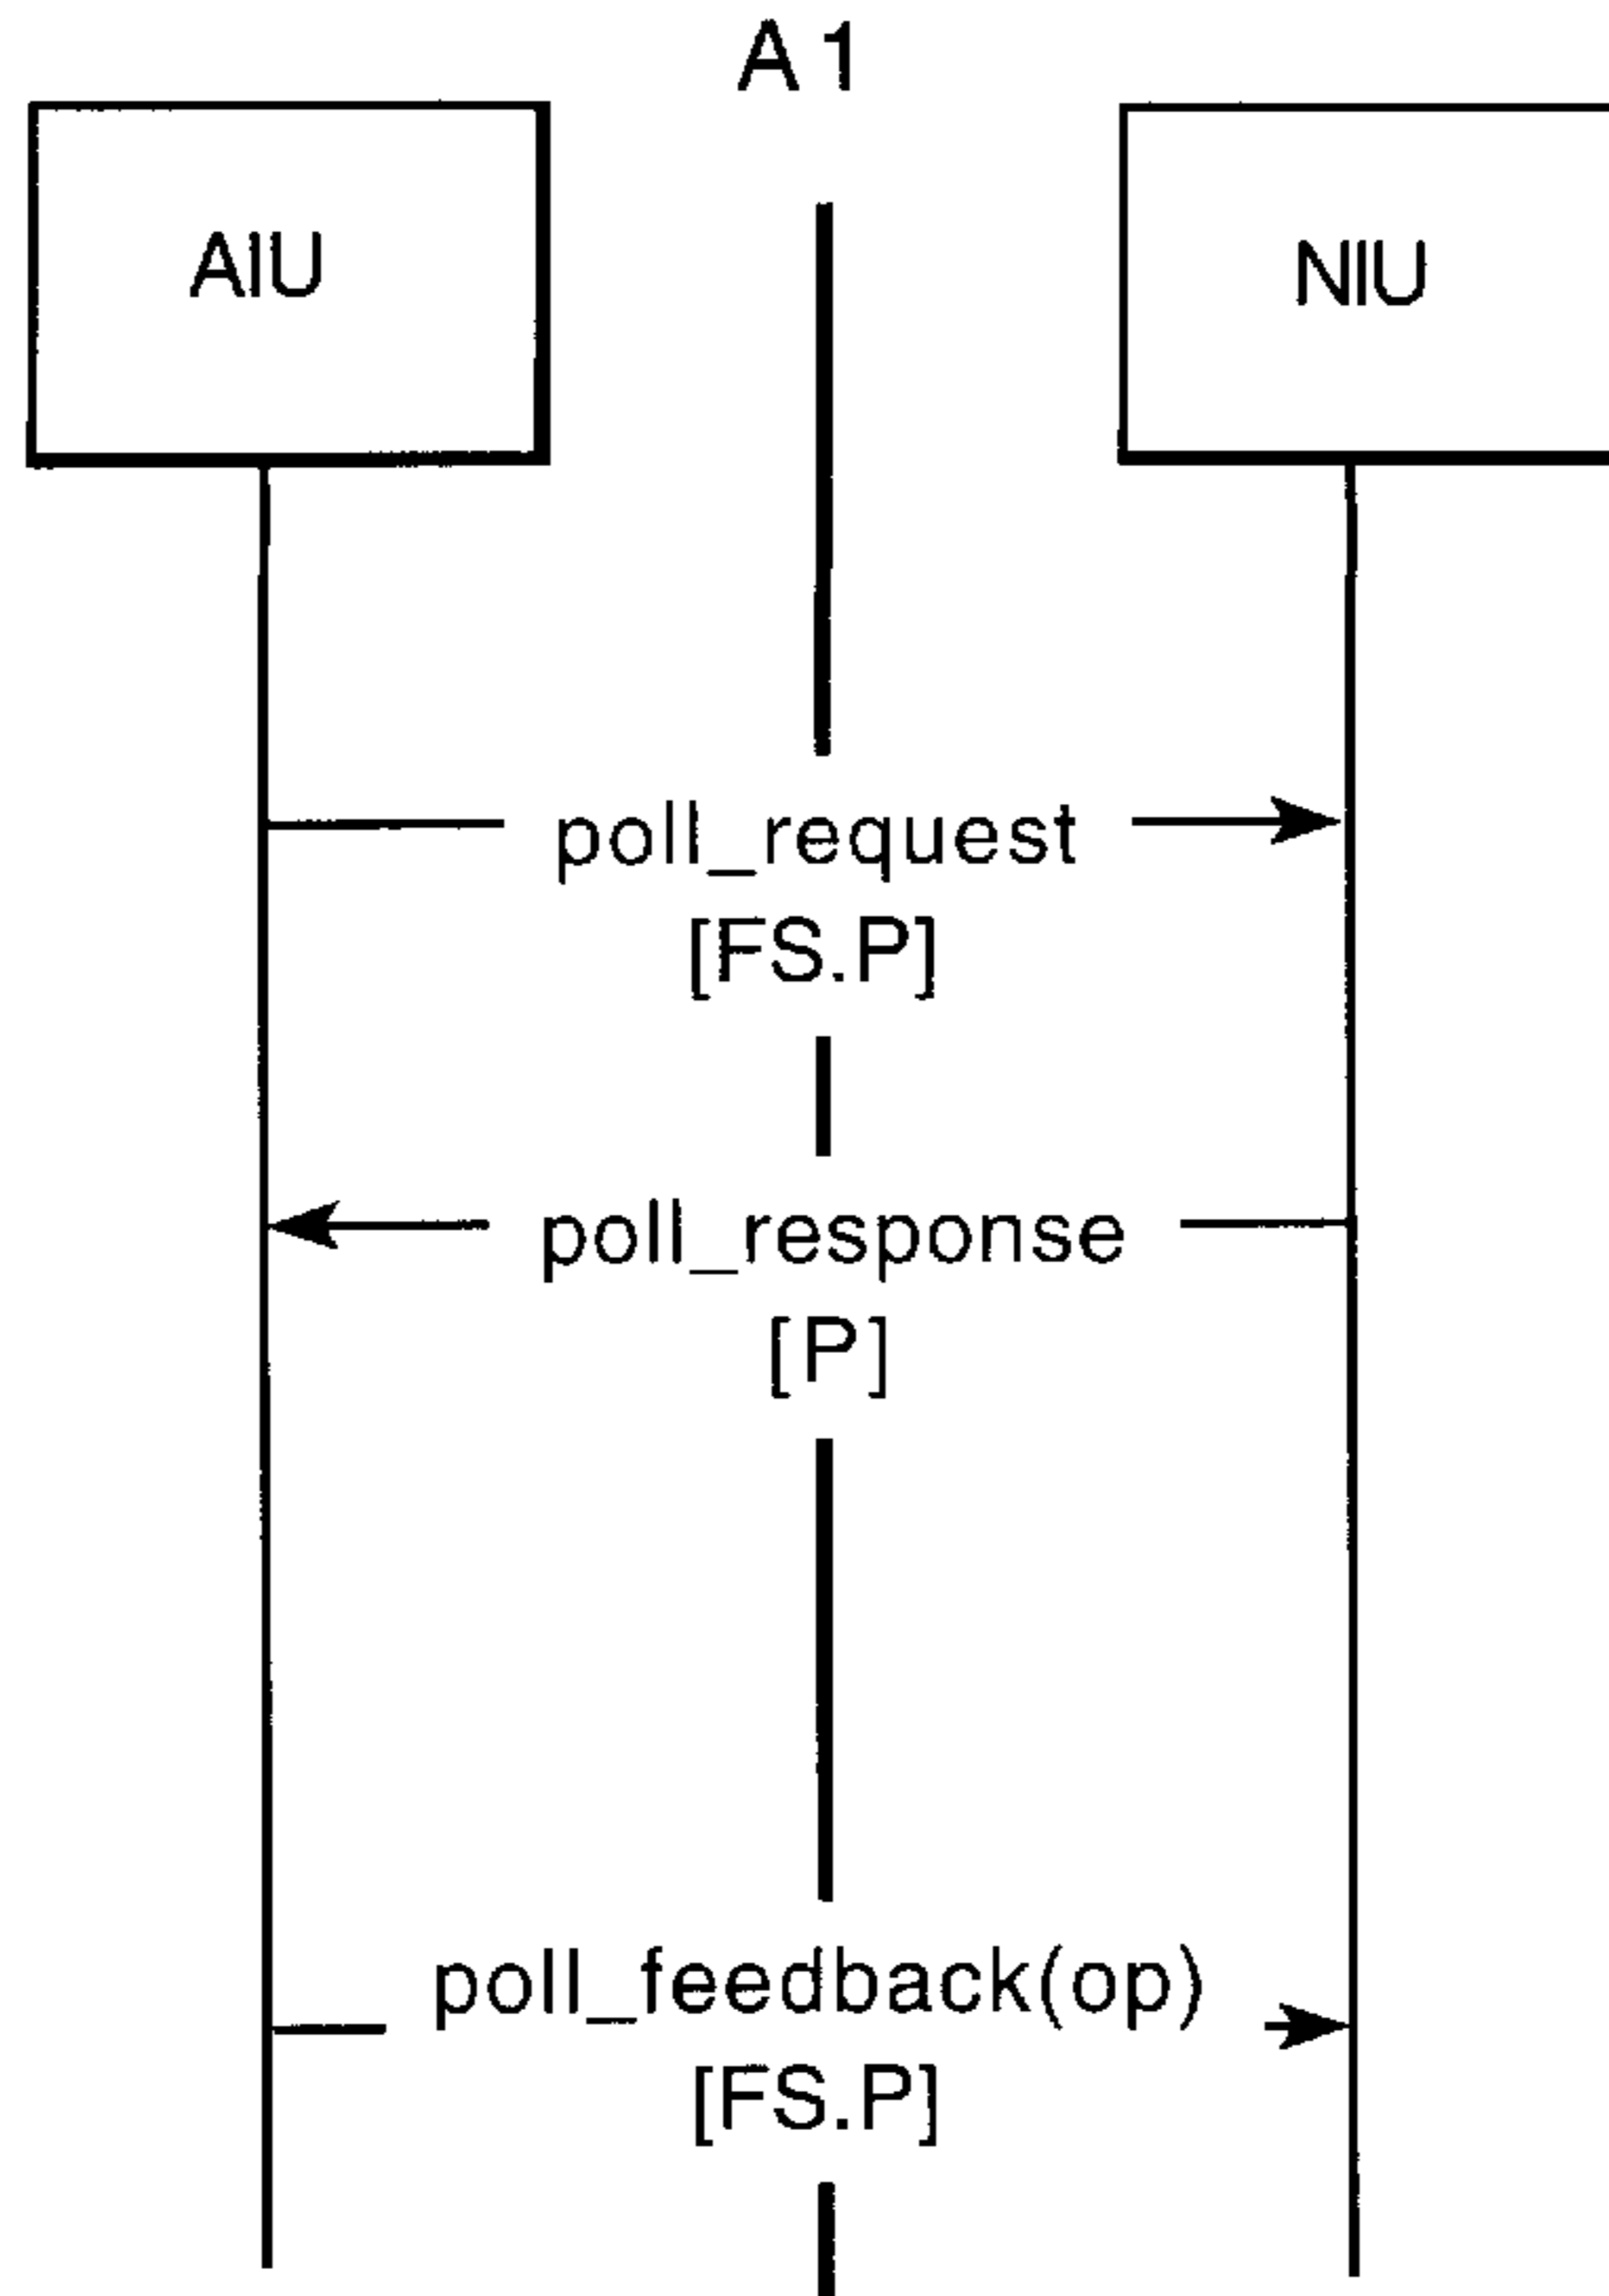 A1
AIU
NIU
poll_request
[FS.P]
poll_response
[P]
poll_feedback(op)
[FS.P]